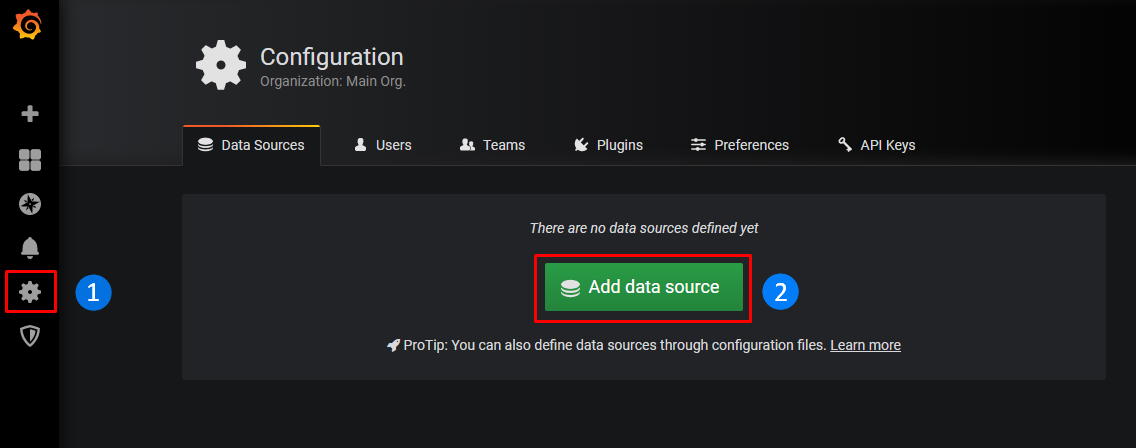 Configuration
Organization: Main Org.
Data Sources
Users
Teams
Plugins
Preferences
API Keys
There are no data sources defined yet
1
Add data source
2
ProTip: You can also define data sources through configuration files. Learn more